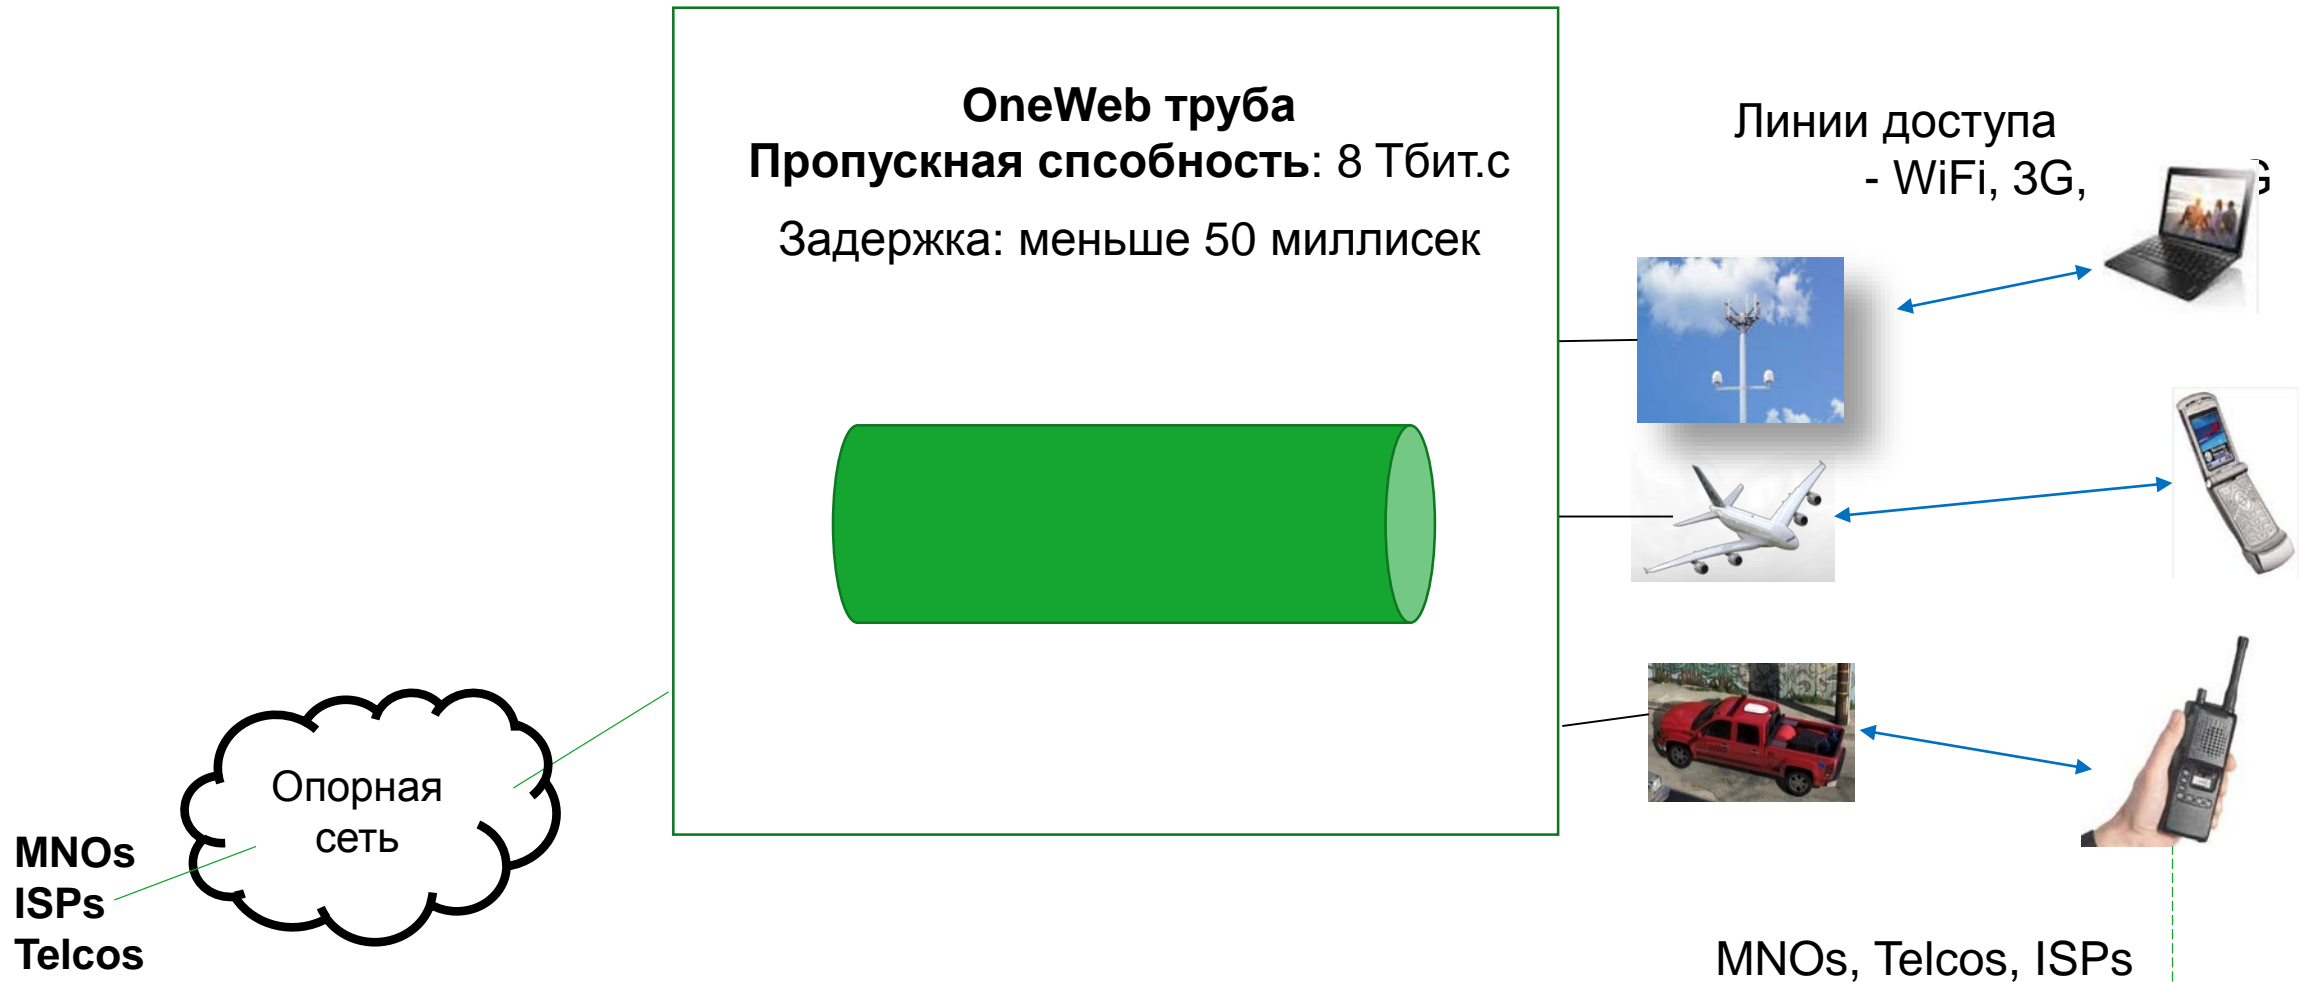 OneWeb труба
Пропускная спсобность: 8 Тбит.с
Задержка: меньше 50 миллисек
Линии доступа
- WiFi, 3G,
Опорная
сеть
MNOs
ISPs
Telcos
MNOs, Telcos, ISPs